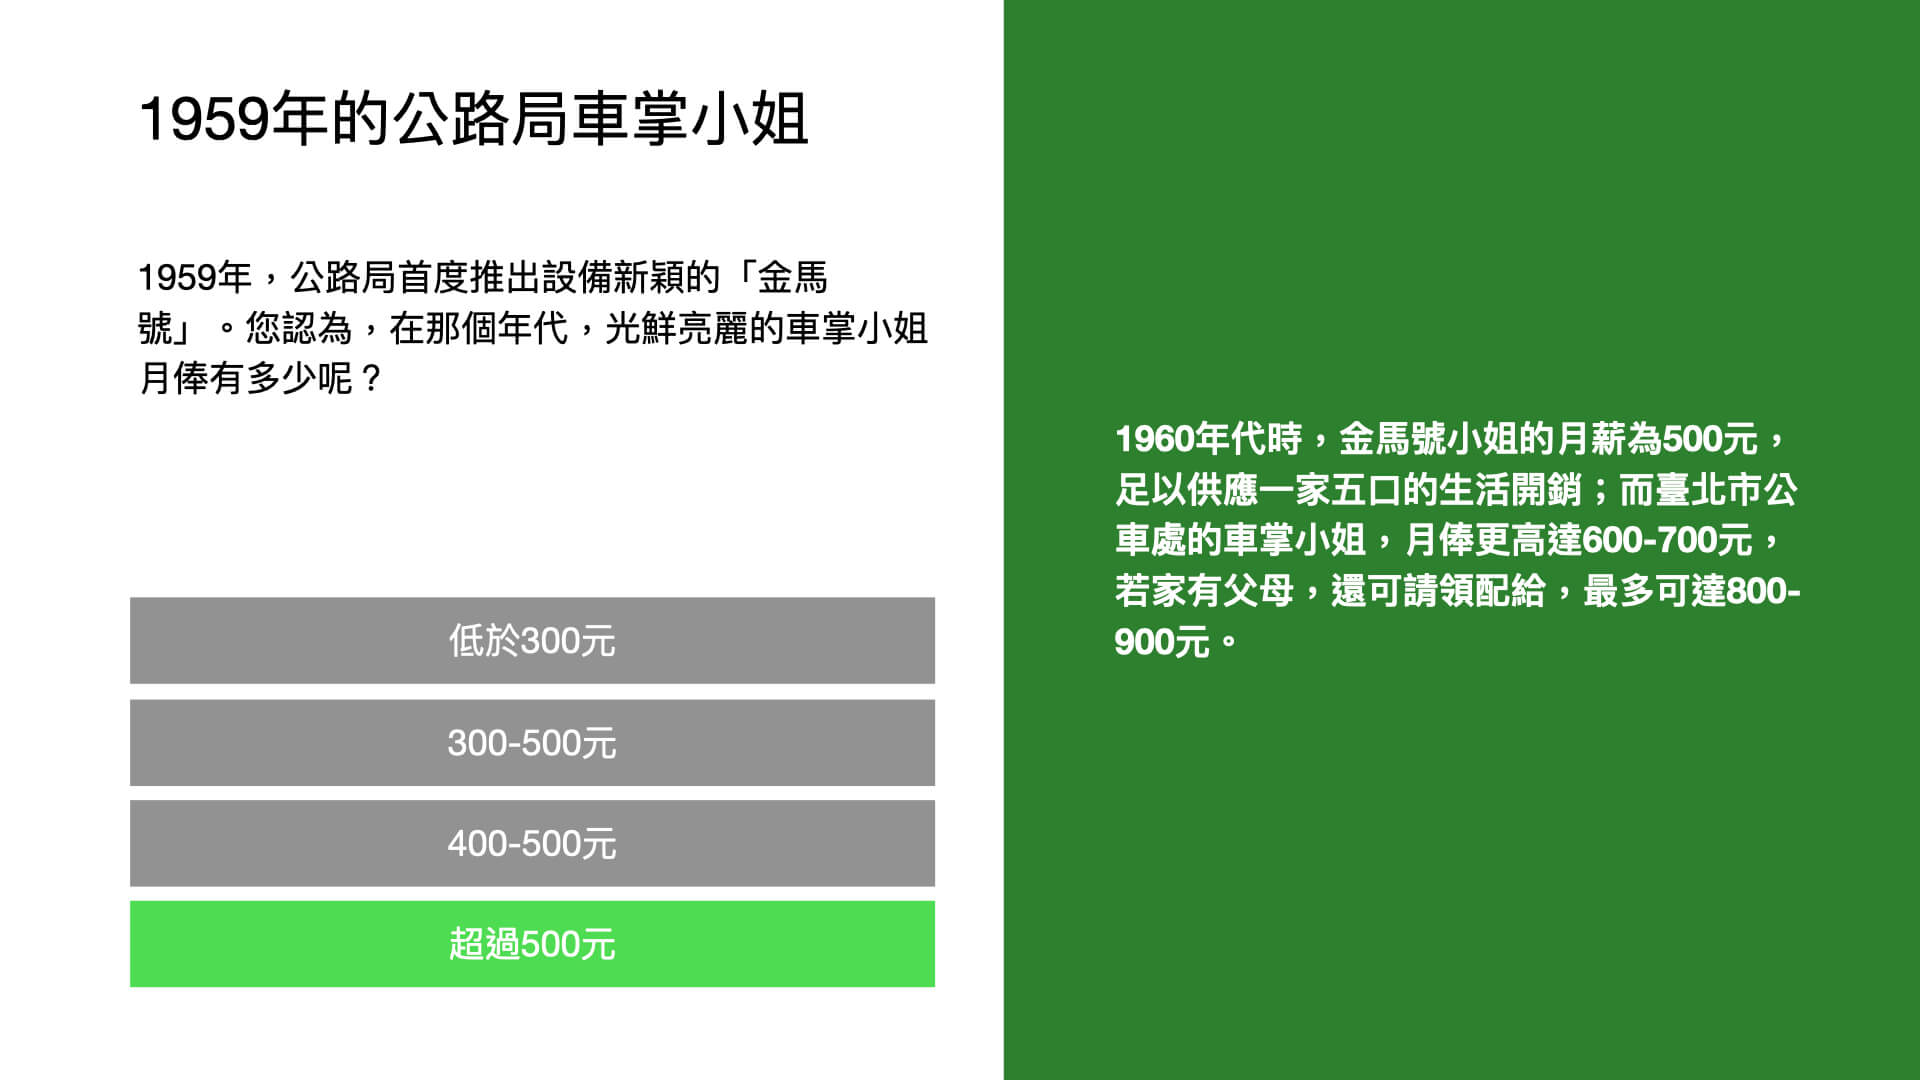 1959年的公路局車掌小姐
1959年，公路局首度推出設備新穎的「金馬
號」。您認為，在那個年代，光鮮亮麗的車掌小姐
月俸有多少呢？
低於300元
300-500元
400-500元
超過500元
1960年代時，金馬號小姐的月薪為500元，
足以供應一家五口的生活開銷；而臺北市公
車處的車掌小姐，月俸更高達600-700元，
若家有父母，還可請領配給，最多可達800-
900元。